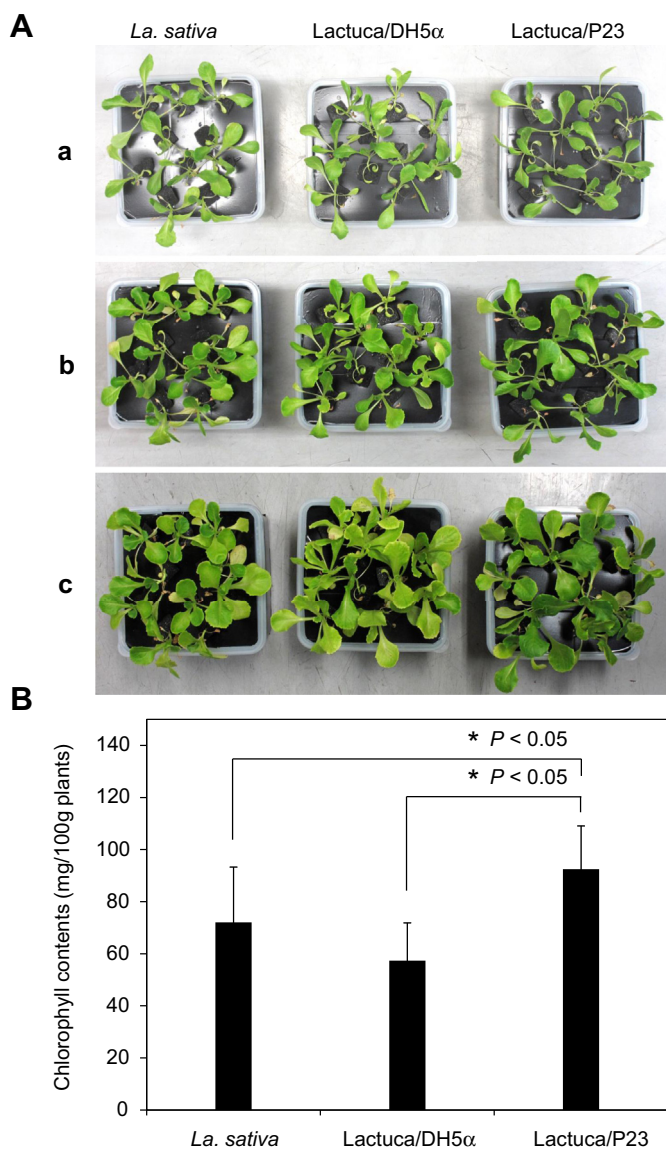 A
La. sativa Lactuca/DH5α Lactuca/P23
a
b
c
B
Chlorophyll contents (mg/100g plants)
140
120
100
80
60
40
20
0
* P < 0.05
* P < 0.05
La. sativa Lactuca/DH5α Lactuca/P23